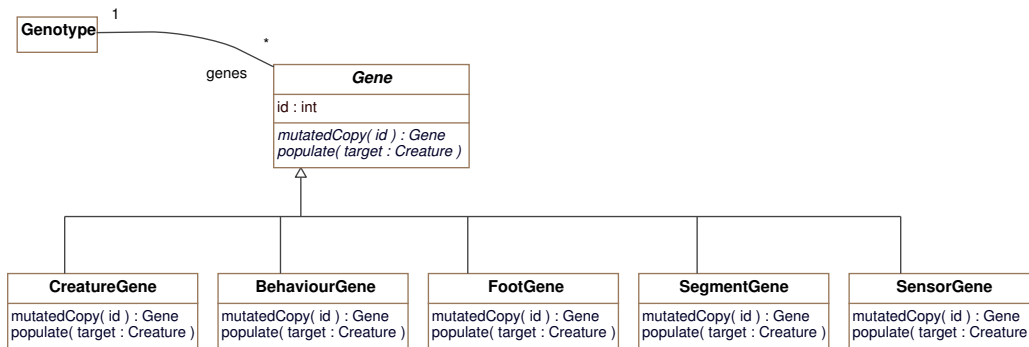 1
Genotype
*
genes
Gene
id : int
mutatedCopy( id ) : Gene
populate( target : Creature )
CreatureGene
mutatedCopy( id ) : Gene
populate( target : Creature )
BehaviourGene
mutatedCopy( id ) : Gene
populate( target : Creature )
FootGene
mutatedCopy( id ) : Gene
populate( target : Creature )
SegmentGene
mutatedCopy( id ) : Gene
populate( target : Creature )
SensorGene
mutatedCopy( id ) : Gene
populate( target : Creature